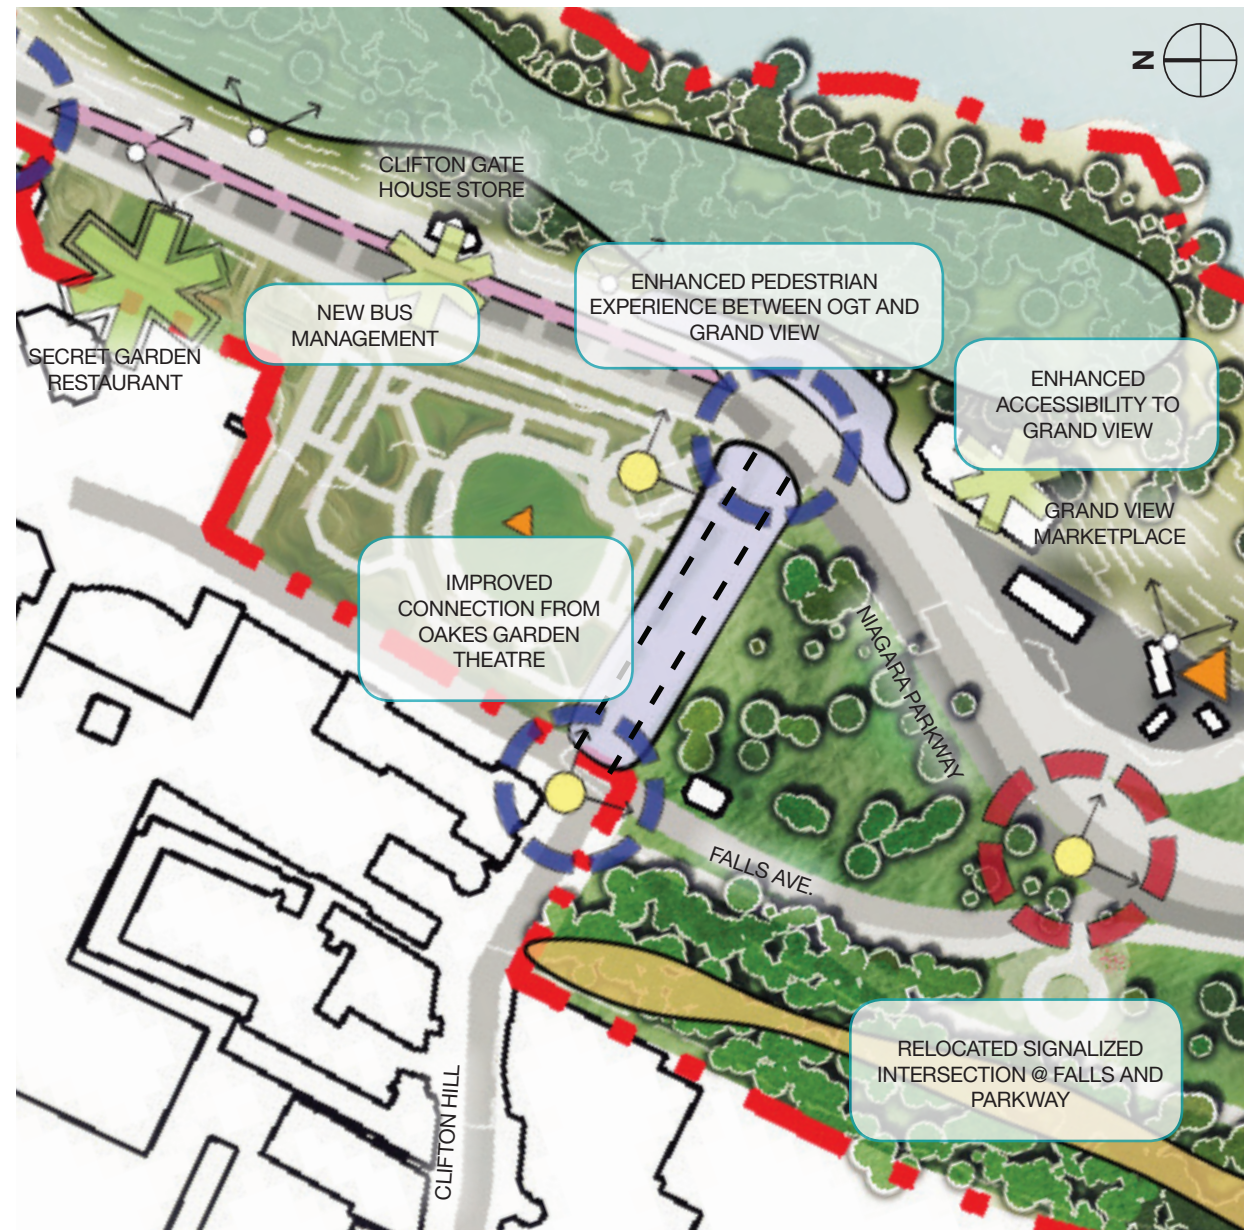 N
CLIFTON GATE
HOUSE STORE
ENHANCED PEDESTRIAN
EXPERIENCE BETWEEN OGT AND
GRAND VIEW
NEW BUS
MANAGEMENT
SECRET GARDEN
RESTAURANT
ENHANCED
ACCESSIBILITY TO
GRAND VIEW
GRAND VIEW
MARKETPLACE
IMPROVED
CONNECTION FROM
OAKES GARDEN
THEATRE
NIAGARA PARKWAY
FALLS AVE.
RELOCATED SIGNALIZED
INTERSECTION @ FALLS AND
PARKWAY
CLIFTON HILL